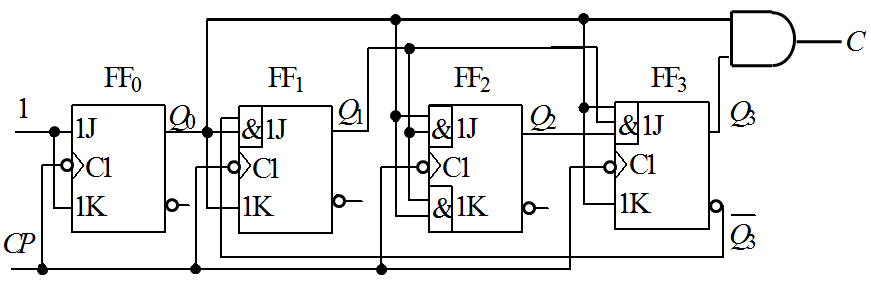 C
FF₀ FF₁ FF₂ FF₃
1 Q₀ Q₁ Q₂ Q₃
1J & 1J & 1J & 1J
C1 C1 C1 C1
1K 1K & 1K 1K
CP Q̅₃